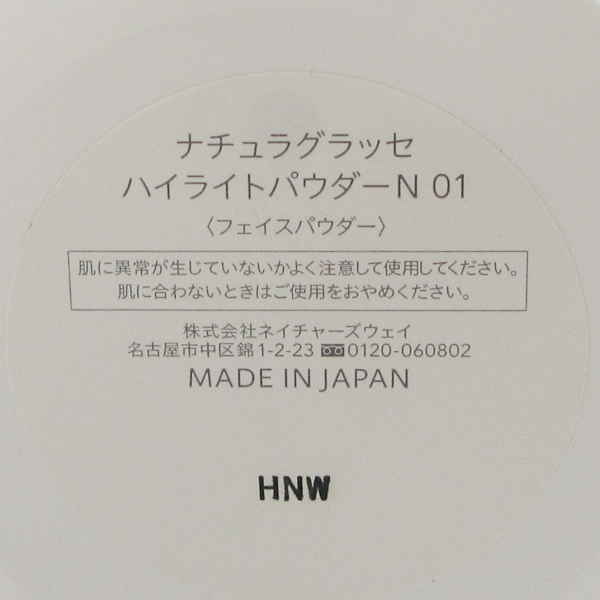 ナチュラグラッセ
ハイライトパウダーN 01
〈フェイスパウダー〉
肌に異常が生じていないかよく注意して使用してください。
肌に合わないときはご使用をおやめください。
株式会社ネイチャーズウェイ
名古屋市中区錦1-2-23 0120-060802
MADE IN JAPAN
HNW